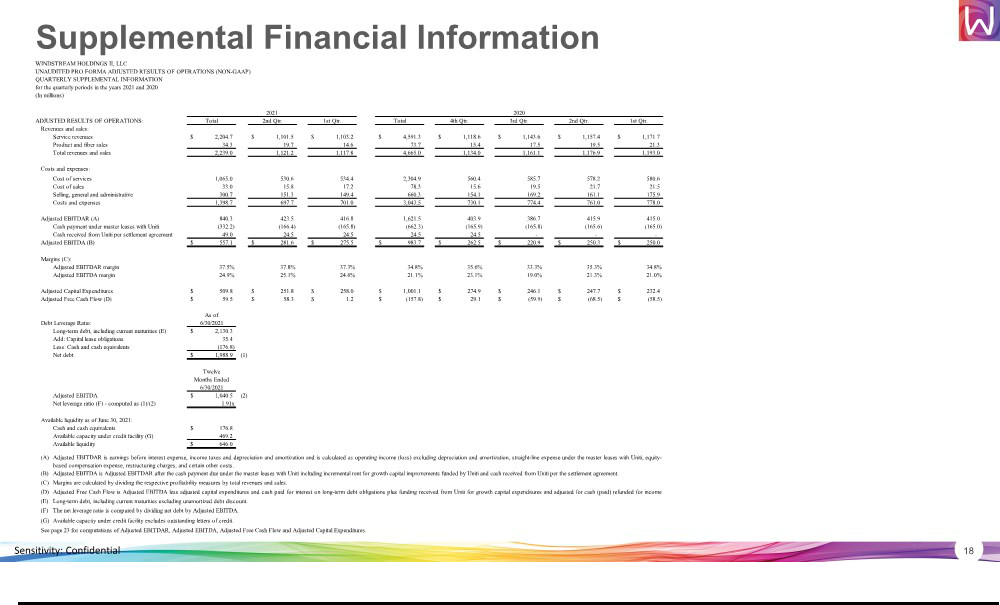 Supplemental Financial Information
WINDSTREAM HOLDINGS II, LLC
UNAUDITED PRO FORMA ADJUSTED RESULTS OF OPERATIONS (NON-GAAP)
QUARTERLY SUPPLEMENTAL INFORMATION
for the quarterly periods in the years 2021 and 2020
(In millions)
2021 2020
ADJUSTED RESULTS OF OPERATIONS: Total 2nd Qtr. 1st Qtr. Total 4th Qtr. 3rd Qtr. 2nd Qtr. 1st Qtr.
Revenues and sales:
Service revenues $ 2,204.7 $ 1,101.5 $ 1,103.2 $ 4,591.3 $ 1,118.6 $ 1,143.6 $ 1,157.4 $ 1,171.7
Product and fiber sales 34.3 19.7 14.6 73.7 15.4 17.5 19.5 21.3
Total revenues and sales 2,239.0 1,121.2 1,117.8 4,665.0 1,134.0 1,161.1 1,176.9 1,193.0
Costs and expenses:
Cost of services 1,065.0 530.6 534.4 2,304.9 560.4 585.7 578.2 580.6
Cost of sales 33.0 15.8 17.2 78.3 15.6 19.5 21.7 21.5
Selling, general and administrative 300.7 151.3 149.4 660.3 154.1 169.2 161.1 175.9
Costs and expenses 1,398.7 697.7 701.0 3,043.5 730.1 774.4 761.0 778.0
Adjusted EBITDAR (A) 840.3 423.5 416.8 1,621.5 403.9 386.7 415.9 415.0
Cash payment under master leases with Uniti (332.2) (166.4) (165.8) (662.3) (165.9) (165.8) (165.6) (165.0)
Cash received from Uniti per settlement agreement 49.0 24.5 24.5 24.5 24.5 - - -
Adjusted EBITDA (B) $ 557.1 $ 281.6 $ 275.5 $ 983.7 $ 262.5 $ 220.9 $ 250.3 $ 250.0
Margins (C):
Adjusted EBITDAR margin 37.5% 37.8% 37.3% 34.8% 35.6% 33.3% 35.3% 34.8%
Adjusted EBITDA margin 24.9% 25.1% 24.6% 21.1% 23.1% 19.0% 21.3% 21.0%
Adjusted Capital Expenditures $ 509.8 $ 251.8 $ 258.0 $ 1,001.1 $ 274.9 $ 246.1 $ 247.7 $ 232.4
Adjusted Free Cash Flow (D) $ 59.5 $ 58.3 $ 1.2 $ (157.8) $ 29.1 $ (59.9) $ (68.5) $ (58.5)
As of
Debt Leverage Ratio: 6/30/2021
Long-term debt, including current maturities (E) $ 2,130.3
Add: Capital lease obligations 35.4
Less: Cash and cash equivalents (176.8)
Net debt $ 1,988.9 (1)
Twelve
Months Ended
6/30/2021
Adjusted EBITDA $ 1,040.5 (2)
Net leverage ratio (F) - computed as (1)/(2) 1.91x
Available liquidity as of June 30, 2021:
Cash and cash equivalents $ 176.8
Available capacity under credit facility (G) 469.2
Available liquidity $ 646.0
(A) Adjusted EBITDAR is earnings before interest expense, income taxes and depreciation and amortization and is calculated as operating income (loss) excluding depreciation and amortization, straight-line expense under the master leases with Uniti, equity-
based compensation expense, restructuring charges, and certain other costs.
(B) Adjusted EBITDA is Adjusted EBITDAR after the cash payment due under the master leases with Uniti including incremental rent for growth capital improvements funded by Uniti and cash received from Uniti per the settlement agreement.
(C) Margins are calculated by dividing the respective profitability measures by total revenues and sales.
(D) Adjusted Free Cash Flow is Adjusted EBITDA less adjusted capital expenditures and cash paid for interest on long-term debt obligations plus funding received from Uniti for growth capital expenditures and adjusted for cash (paid) refunded for income
(E) Long-term debt, including current maturities excluding unamortized debt discount.
(F) The net leverage ratio is computed by dividing net debt by Adjusted EBITDA.
(G) Available capacity under credit facility excludes outstanding letters of credit.
See page 23 for computations of Adjusted EBITDAR, Adjusted EBITDA, Adjusted Free Cash Flow and Adjusted Capital Expenditures.
Sensitivity: Confidential
18